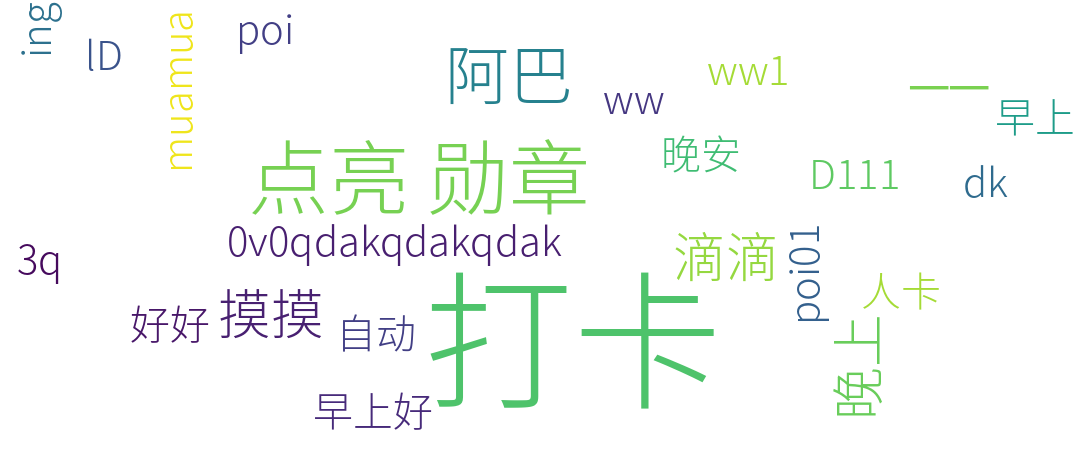 ing
lD
muamua
poi
阿巴
ww
ww1
一一
早上
晚安
D111
dk
点亮 勋章
0v0qdakqdakqdak
3q
滴滴
poi01
人卡
好好
摸摸
自动
打卡
晚上
早上好